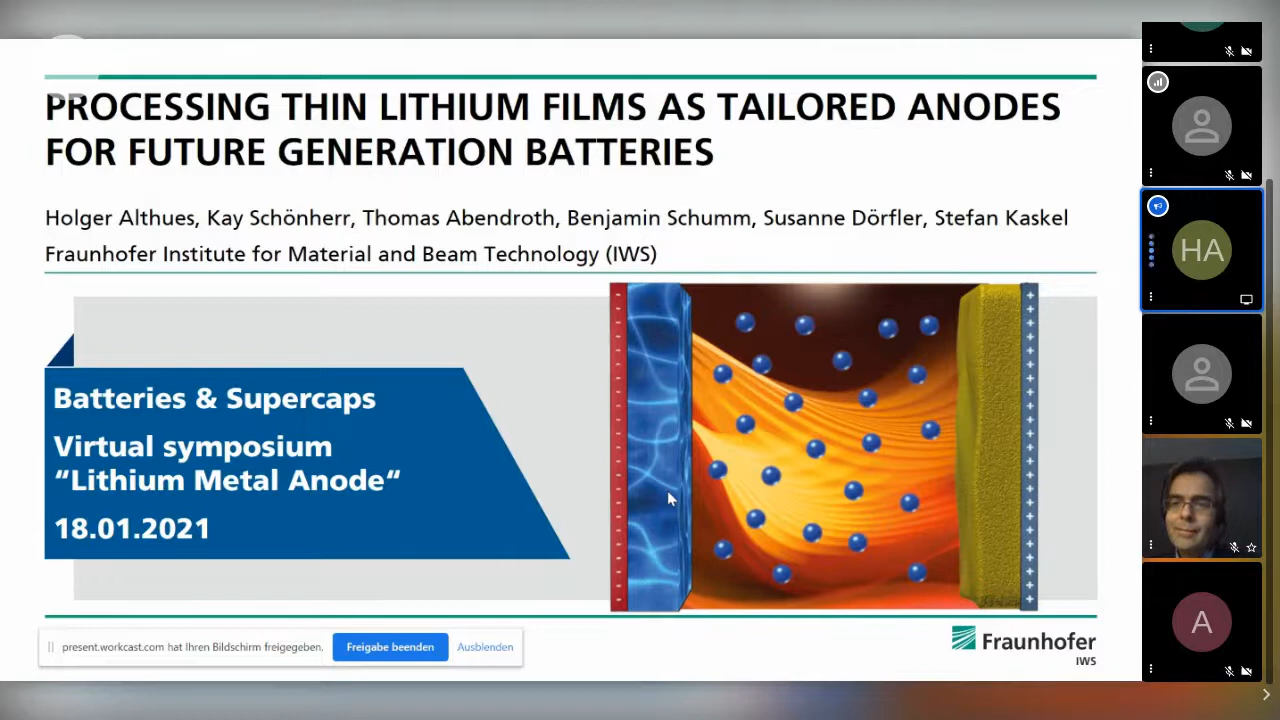 PROCESSING THIN LITHIUM FILMS AS TAILORED ANODES
FOR FUTURE GENERATION BATTERIES
Holger Althues, Kay Schönherr, Thomas Abendroth, Benjamin Schumm, Susanne Dörfler, Stefan Kaskel
Fraunhofer Institute for Material and Beam Technology (IWS)
Batteries & Supercaps
Virtual symposium
“Lithium Metal Anode“
18.01.2021
present.workcast.com hat Ihren Bildschirm freigegeben.
Freigabe beenden
Ausblenden
Fraunhofer
IWS
HA
A